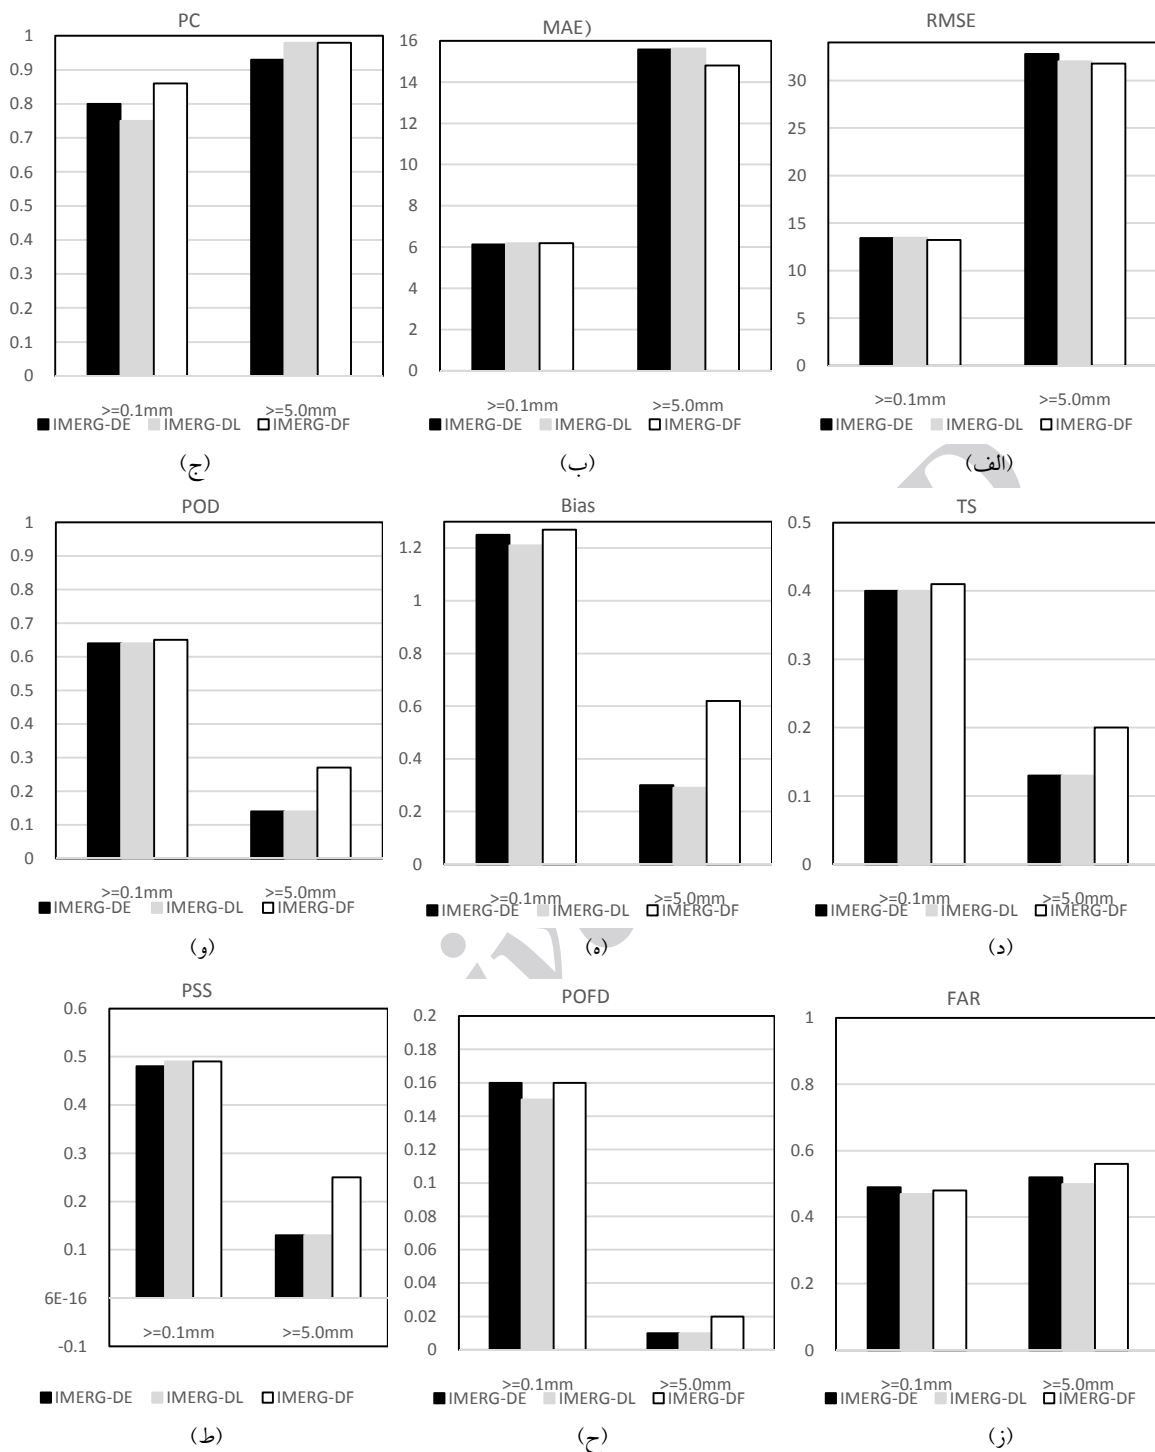 PC
1
0.9
0.8
0.7
0.6
0.5
0.4
0.3
0.2
0.1
0
>=0.1mm >=5.0mm
IMERG-DE IMERG-DL IMERG-DF
(ج)
MAE)
16
14
12
10
8
6
4
2
0
>=0.1mm >=5.0mm
IMERG-DE IMERG-DL IMERG-DF
(ب)
RMSE
30
25
20
15
10
5
0
>=0.1mm >=5.0mm
IMERG-DE IMERG-DL IMERG-DF
(الف)
POD
1
0.9
0.8
0.7
0.6
0.5
0.4
0.3
0.2
0.1
0
>=0.1mm >=5.0mm
IMERG-DE IMERG-DL IMERG-DF
(و)
Bias
1.2
1
0.8
0.6
0.4
0.2
0
>=0.1mm >=5.0mm
IMERG-DE IMERG-DL IMERG-DF
(ه)
TS
0.5
0.4
0.3
0.2
0.1
0
>=0.1mm >=5.0mm
IMERG-DE IMERG-DL IMERG-DF
(د)
PSS
0.6
0.5
0.4
0.3
0.2
0.1
6E-16
-0.1
>=0.1mm >=5.0mm
IMERG-DE IMERG-DL IMERG-DF
(ط)
POFD
0.2
0.18
0.16
0.14
0.12
0.1
0.08
0.06
0.04
0.02
0
>=0.1mm >=5.0mm
IMERG-DE IMERG-DL IMERG-DF
(ح)
FAR
1
0.8
0.6
0.4
0.2
0
>=0.1mm >=5.0mm
IMERG-DE IMERG-DL IMERG-DF
(ز)